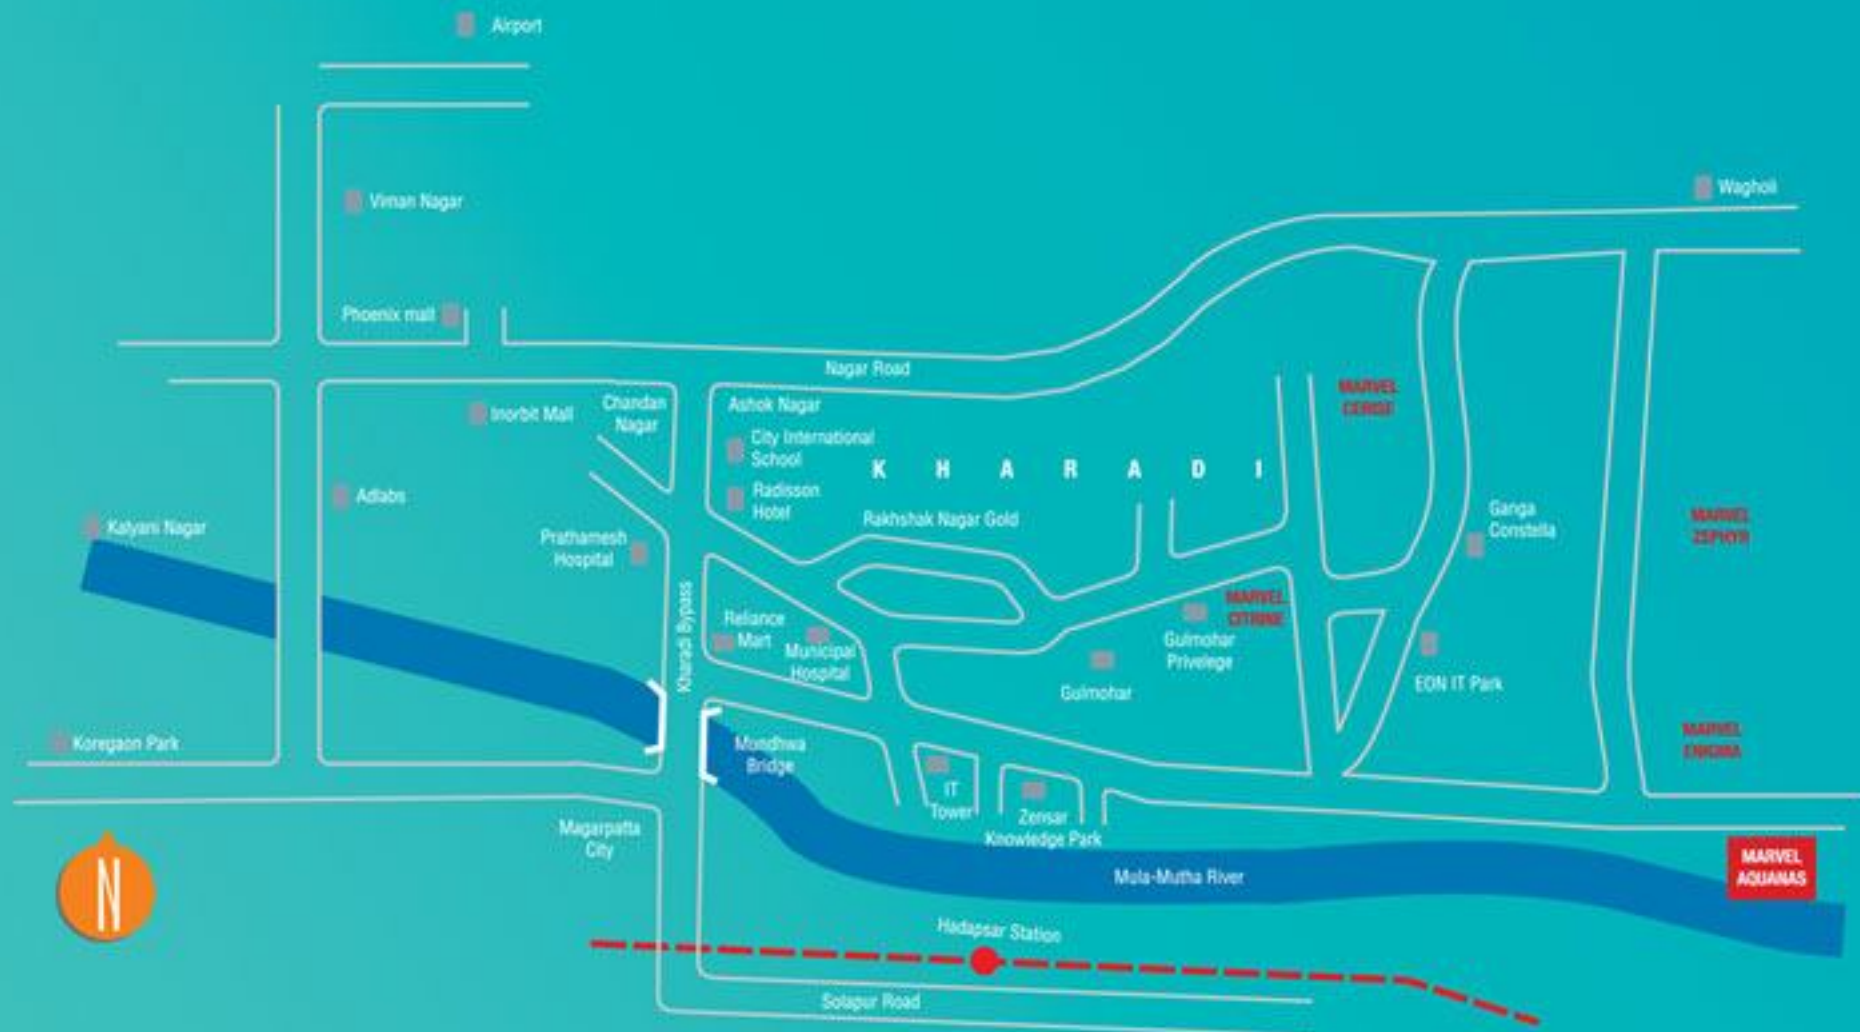 Airport
Wagholi
Viman Nagar
Phoenix mall
Nagar Road
Chandan
Nagar
Inorbit Mall
Ashok Nagar
City International
School
MARVEL
CERISE
K H A R A D I
Adlabs
Radisson
Hotel
Rakhshak Nagar Gold
Ganga
Constella
MARVEL
ZEPHYR
Kalyani Nagar
Prathamesh
Hospital
Kharadi Bypass
Reliance
Mart
Municipal
Hospital
MARVEL
CITRINE
Gulmohar
Privelege
Gulmohar
EON IT Park
MARVEL
ENIGMA
Koregaon Park
Mundhwa
Bridge
IT
Tower
Zensar
Knowledge Park
Magarpatta
City
Mula-Mutha River
MARVEL
AQUANAS
N
Hadapsar Station
Solapur Road